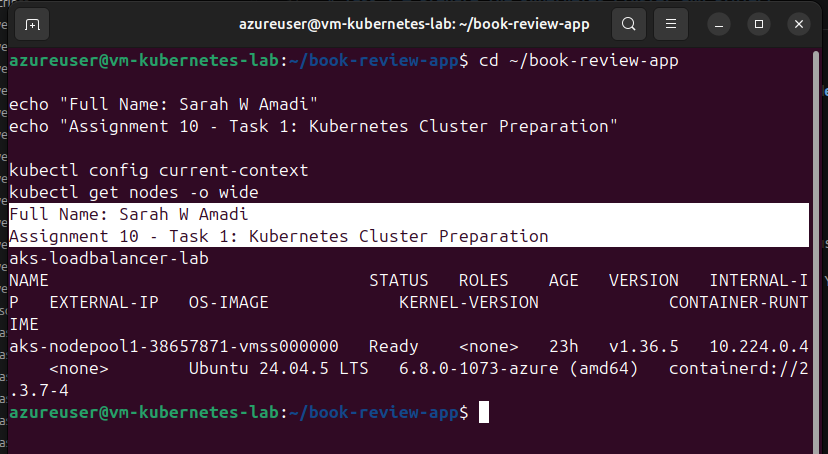 azureuser@vm-kubernetes-lab: ~/book-review-app
azureuser@vm-kubernetes-lab:~/book-review-app$ cd ~/book-review-app
echo "Full Name: Sarah W Amadi"
echo "Assignment 10 - Task 1: Kubernetes Cluster Preparation"
kubectl config current-context
kubectl get nodes -o wide
Full Name: Sarah W Amadi
Assignment 10 - Task 1: Kubernetes Cluster Preparation
aks-loadbalancer-lab
NAME                                STATUS   ROLES    AGE   VERSION   INTERNAL-I
P   EXTERNAL-IP   OS-IMAGE             KERNEL-VERSION             CONTAINER-RUNT
IME
aks-nodepool1-38657871-vmss000000   Ready    <none>   23h   v1.36.5   10.224.0.4
    <none>        Ubuntu 24.04.5 LTS   6.8.0-1073-azure (amd64)   containerd://2
.3.7-4
azureuser@vm-kubernetes-lab:~/book-review-app$